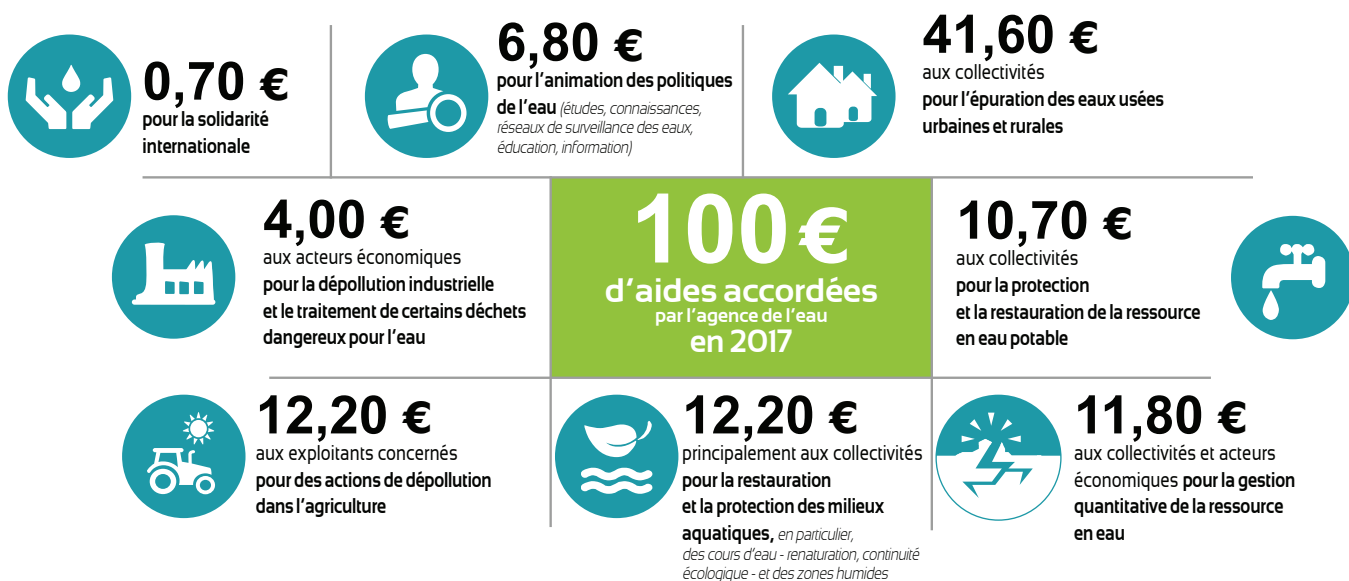 0,70 €
pour la solidarité
internationale
6,80 €
pour l'animation des politiques
de l'eau (études, connaissances,
réseaux de surveillance des eaux,
éducation, information)
41,60 €
aux collectivités
pour l'épuration des eaux usées
urbaines et rurales
4,00 €
aux acteurs économiques
pour la dépollution industrielle
et le traitement de certains déchets
dangereux pour l'eau
100 €
d'aides accordées
par l'agence de l'eau
en 2017
10,70 €
aux collectivités
pour la protection
et la restauration de la ressource
en eau potable
12,20 €
aux exploitants concernés
pour des actions de dépollution
dans l'agriculture
12,20 €
principalement aux collectivités
pour la restauration
et la protection des milieux
aquatiques, en particulier,
des cours d'eau - renaturation, continuité
écologique - et des zones humides
11,80 €
aux collectivités et acteurs
économiques pour la gestion
quantitative de la ressource
en eau